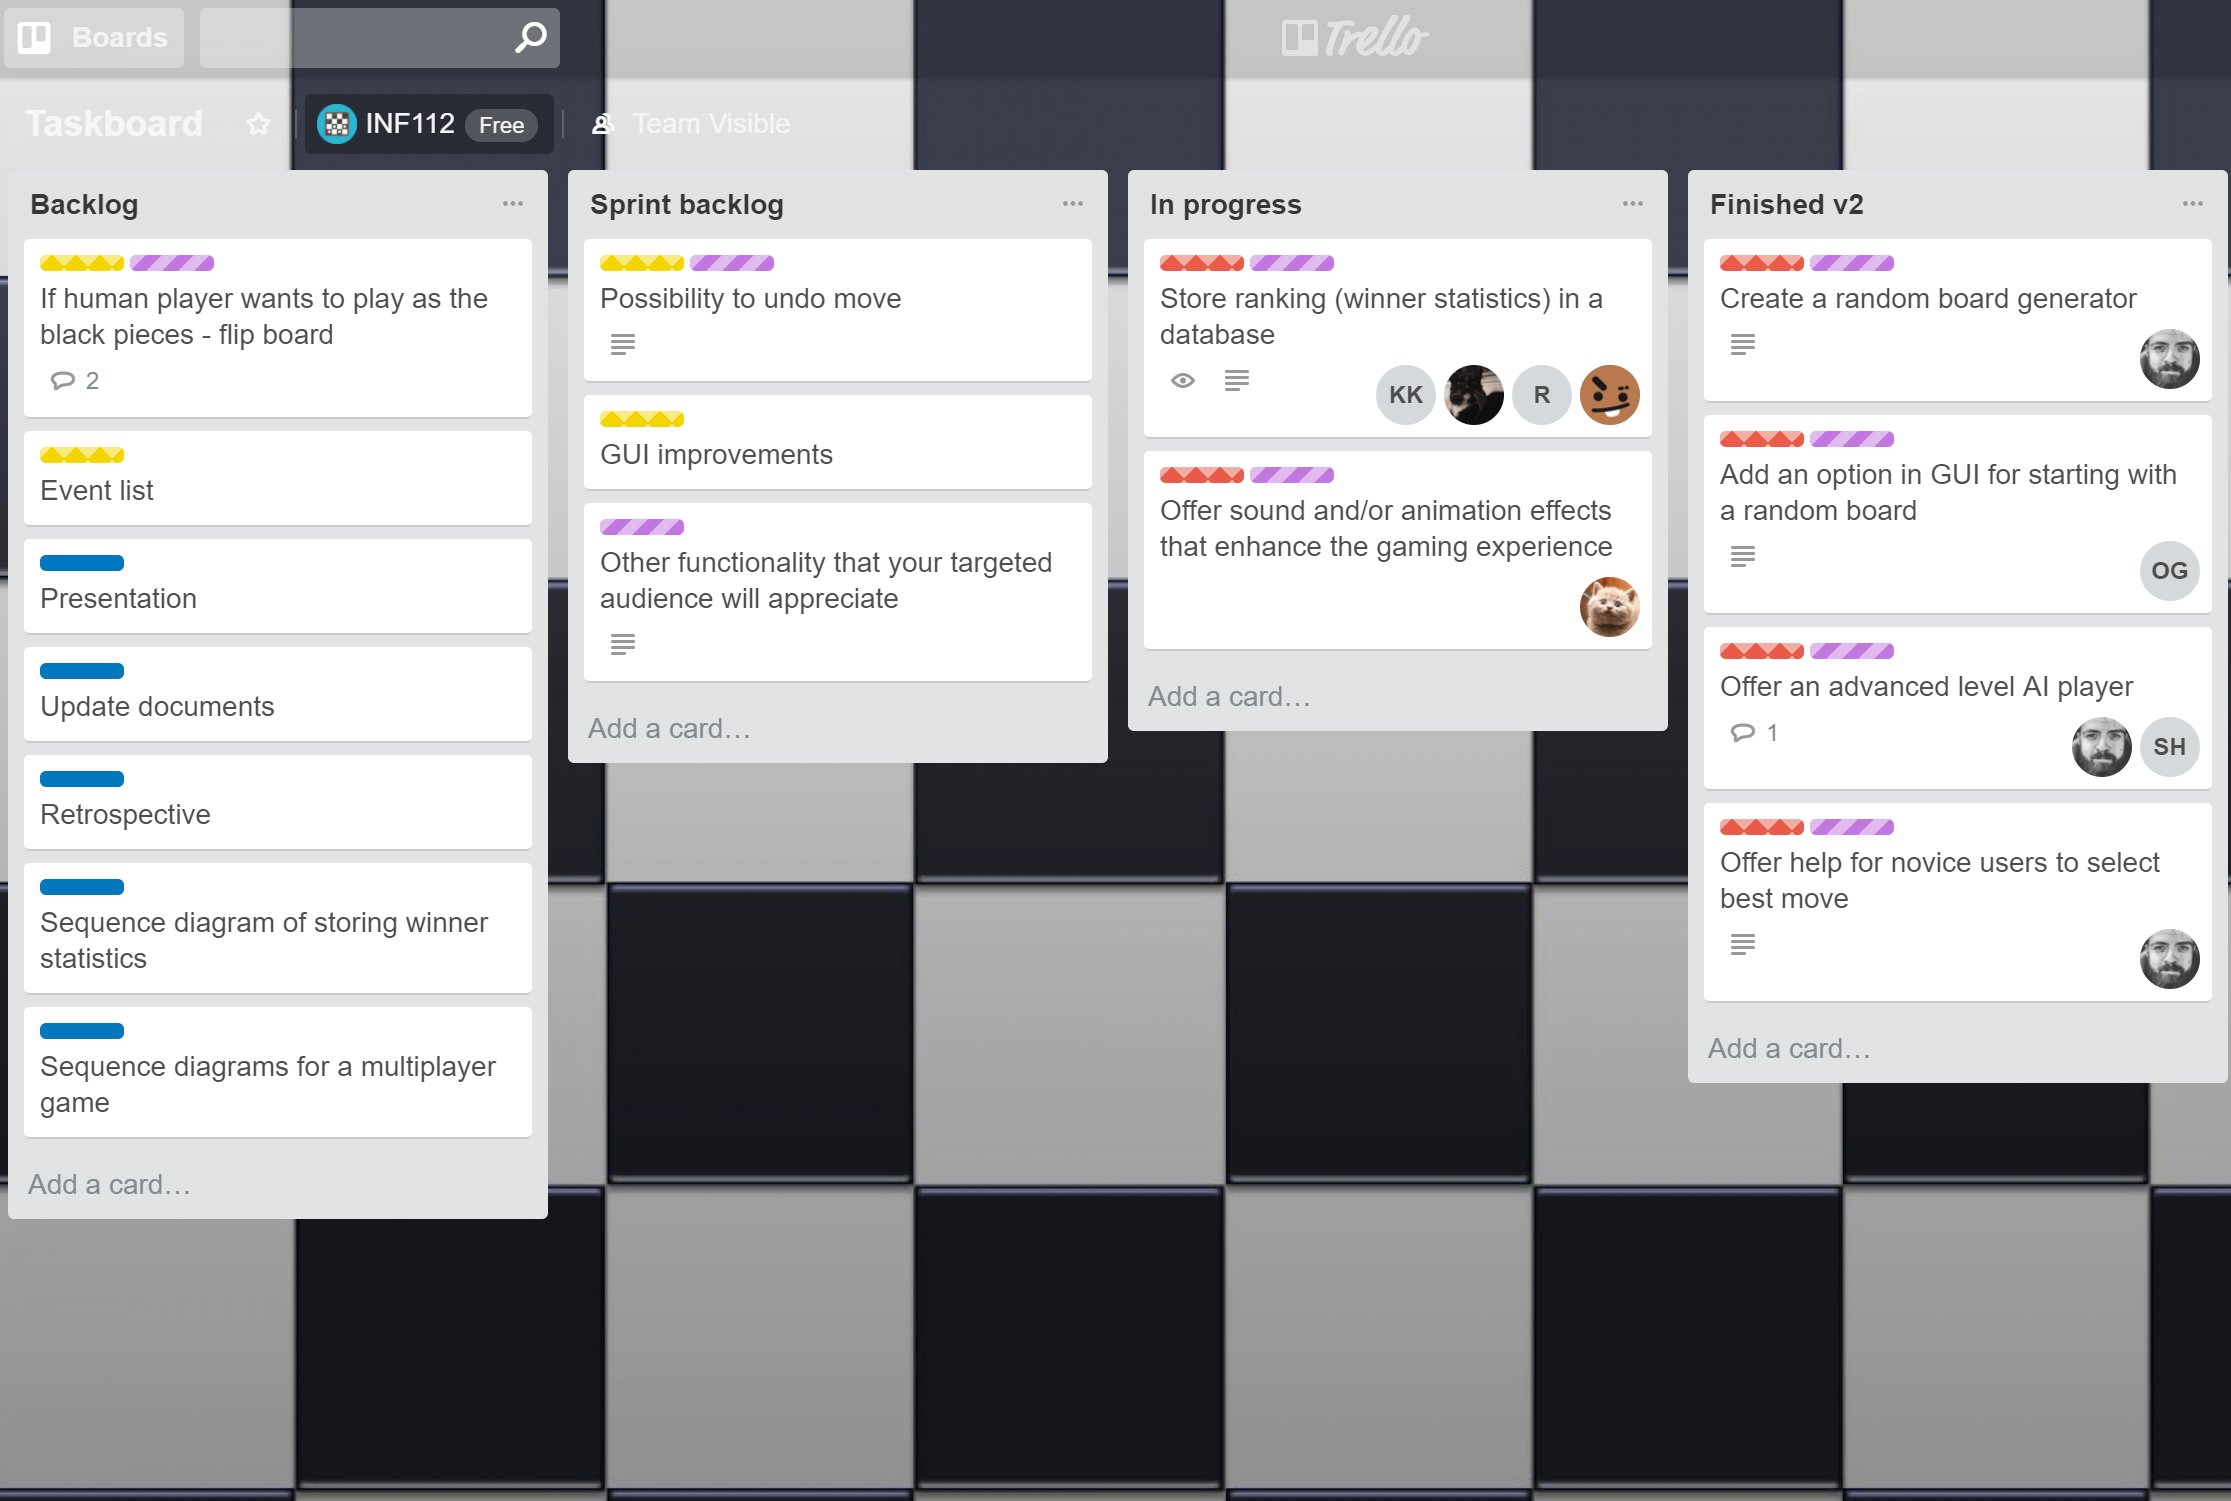 Boards
Trello
Taskboard
INF112 Free
Team Visible
Backlog
If human player wants to play as the
black pieces - flip board
2
Event list
Presentation
Update documents
Retrospective
Sequence diagram of storing winner
statistics
Sequence diagrams for a multiplayer
game
Add a card…
Sprint backlog
Possibility to undo move
GUI improvements
Other functionality that your targeted
audience will appreciate
Add a card…
In progress
Store ranking (winner statistics) in a
database
KK
R
Offer sound and/or animation effects
that enhance the gaming experience
Add a card…
Finished v2
Create a random board generator
Add an option in GUI for starting with
a random board
OG
Offer an advanced level AI player
1
SH
Offer help for novice users to select
best move
Add a card…